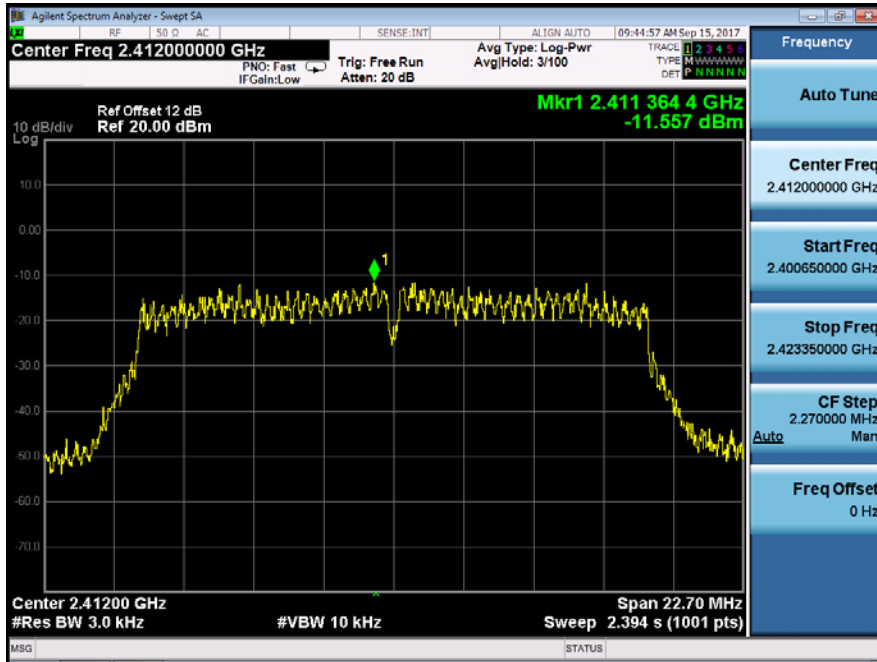 Agilent Spectrum Analyzer - Swept SA
LXI RF 50 Ω AC SENSE:INT ALIGN AUTO 09:44:57 AM Sep 15, 2017
Center Freq 2.412000000 GHz
PNO: Fast
IFGain:Low
Trig: Free Run
Atten: 20 dB
Avg Type: Log-Pwr
Avg|Hold: 3/100
TRACE 1 2 3 4 5 6
TYPE M W W W W W
DET P N N N N N
Mkr1 2.411 364 4 GHz
-11.557 dBm
Ref Offset 12 dB
10 dB/div Ref 20.00 dBm
Log
10.0
0.00
-10.0
-20.0
-30.0
-40.0
-50.0
-60.0
-70.0
1
Center 2.41200 GHz Span 22.70 MHz
#Res BW 3.0 kHz #VBW 10 kHz Sweep 2.394 s (1001 pts)
MSG STATUS
Frequency
Auto Tune
Center Freq
2.412000000 GHz
Start Freq
2.400650000 GHz
Stop Freq
2.423350000 GHz
CF Step
2.270000 MHz
Auto Man
Freq Offset
0 Hz